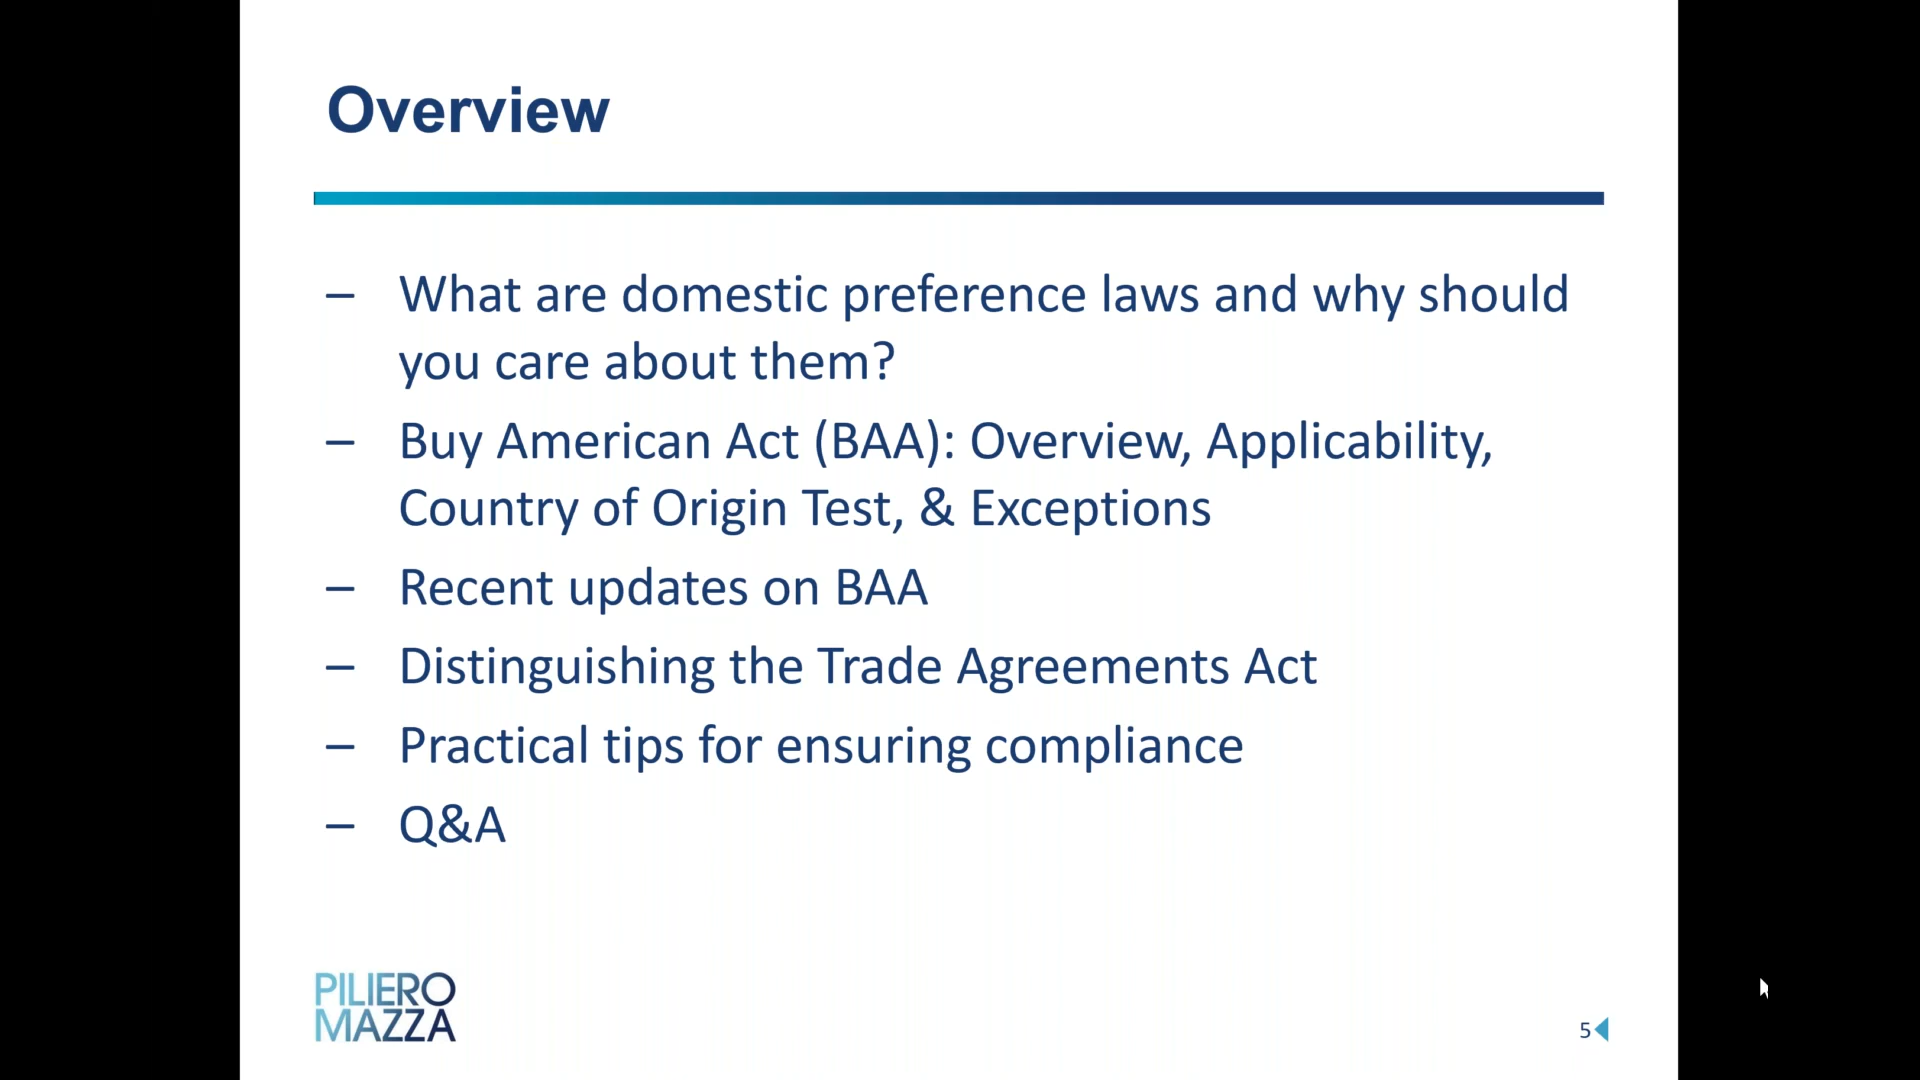 Overview
– What are domestic preference laws and why should
you care about them?
– Buy American Act (BAA): Overview, Applicability,
Country of Origin Test, & Exceptions
– Recent updates on BAA
– Distinguishing the Trade Agreements Act
– Practical tips for ensuring compliance
– Q&A
PILIERO
MAZZA
5